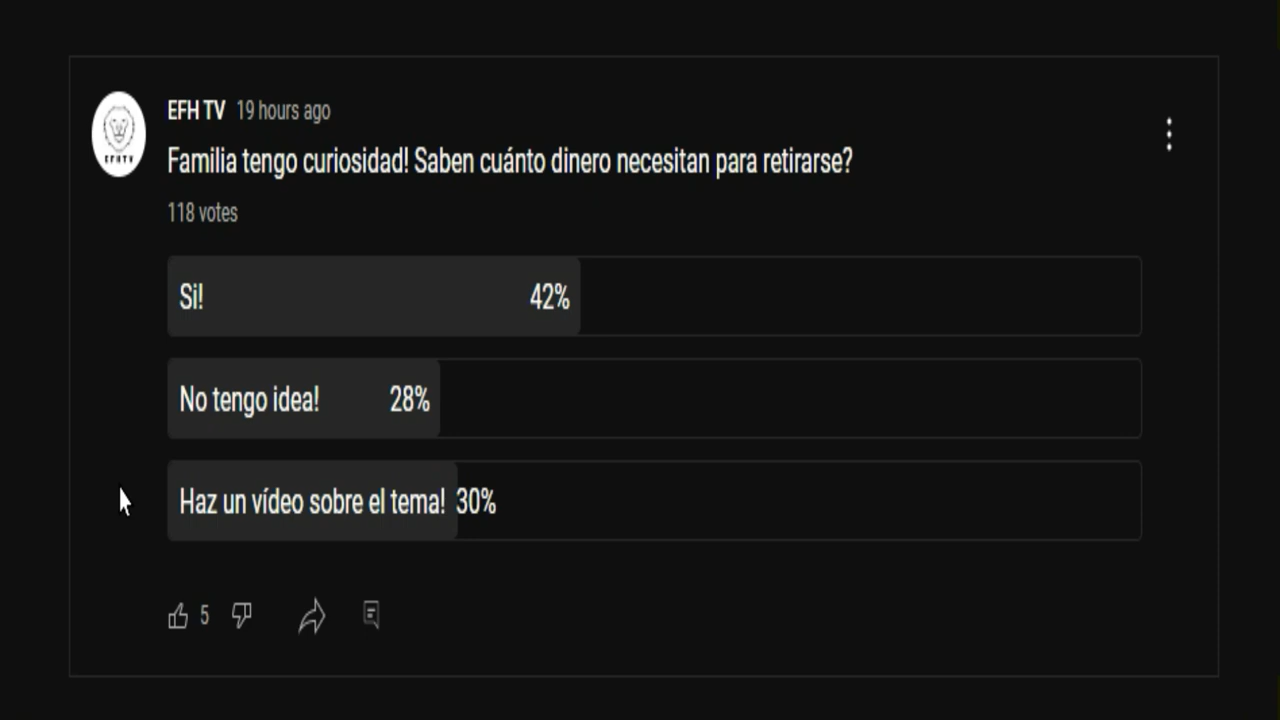 EFH TV 19 hours ago
Familia tengo curiosidad! Saben cuánto dinero necesitan para retirarse?
118 votes
Si! 42%
No tengo idea! 28%
Haz un vídeo sobre el tema! 30%
5
EFHTV